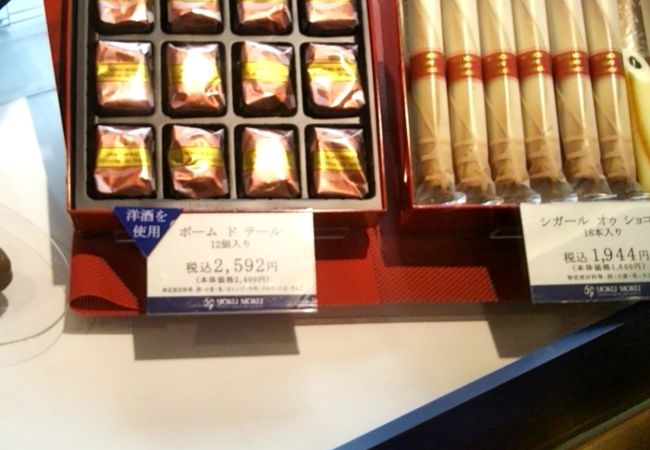 洋酒を
使用
ポーム ド テール
12個入り
税込2,592円
(本体価格2,400円)
YOKU MOKU
シガール オゥ ショコ
18本入り
税込1,944円
(本体価格1,800円)
YOKU MOKU